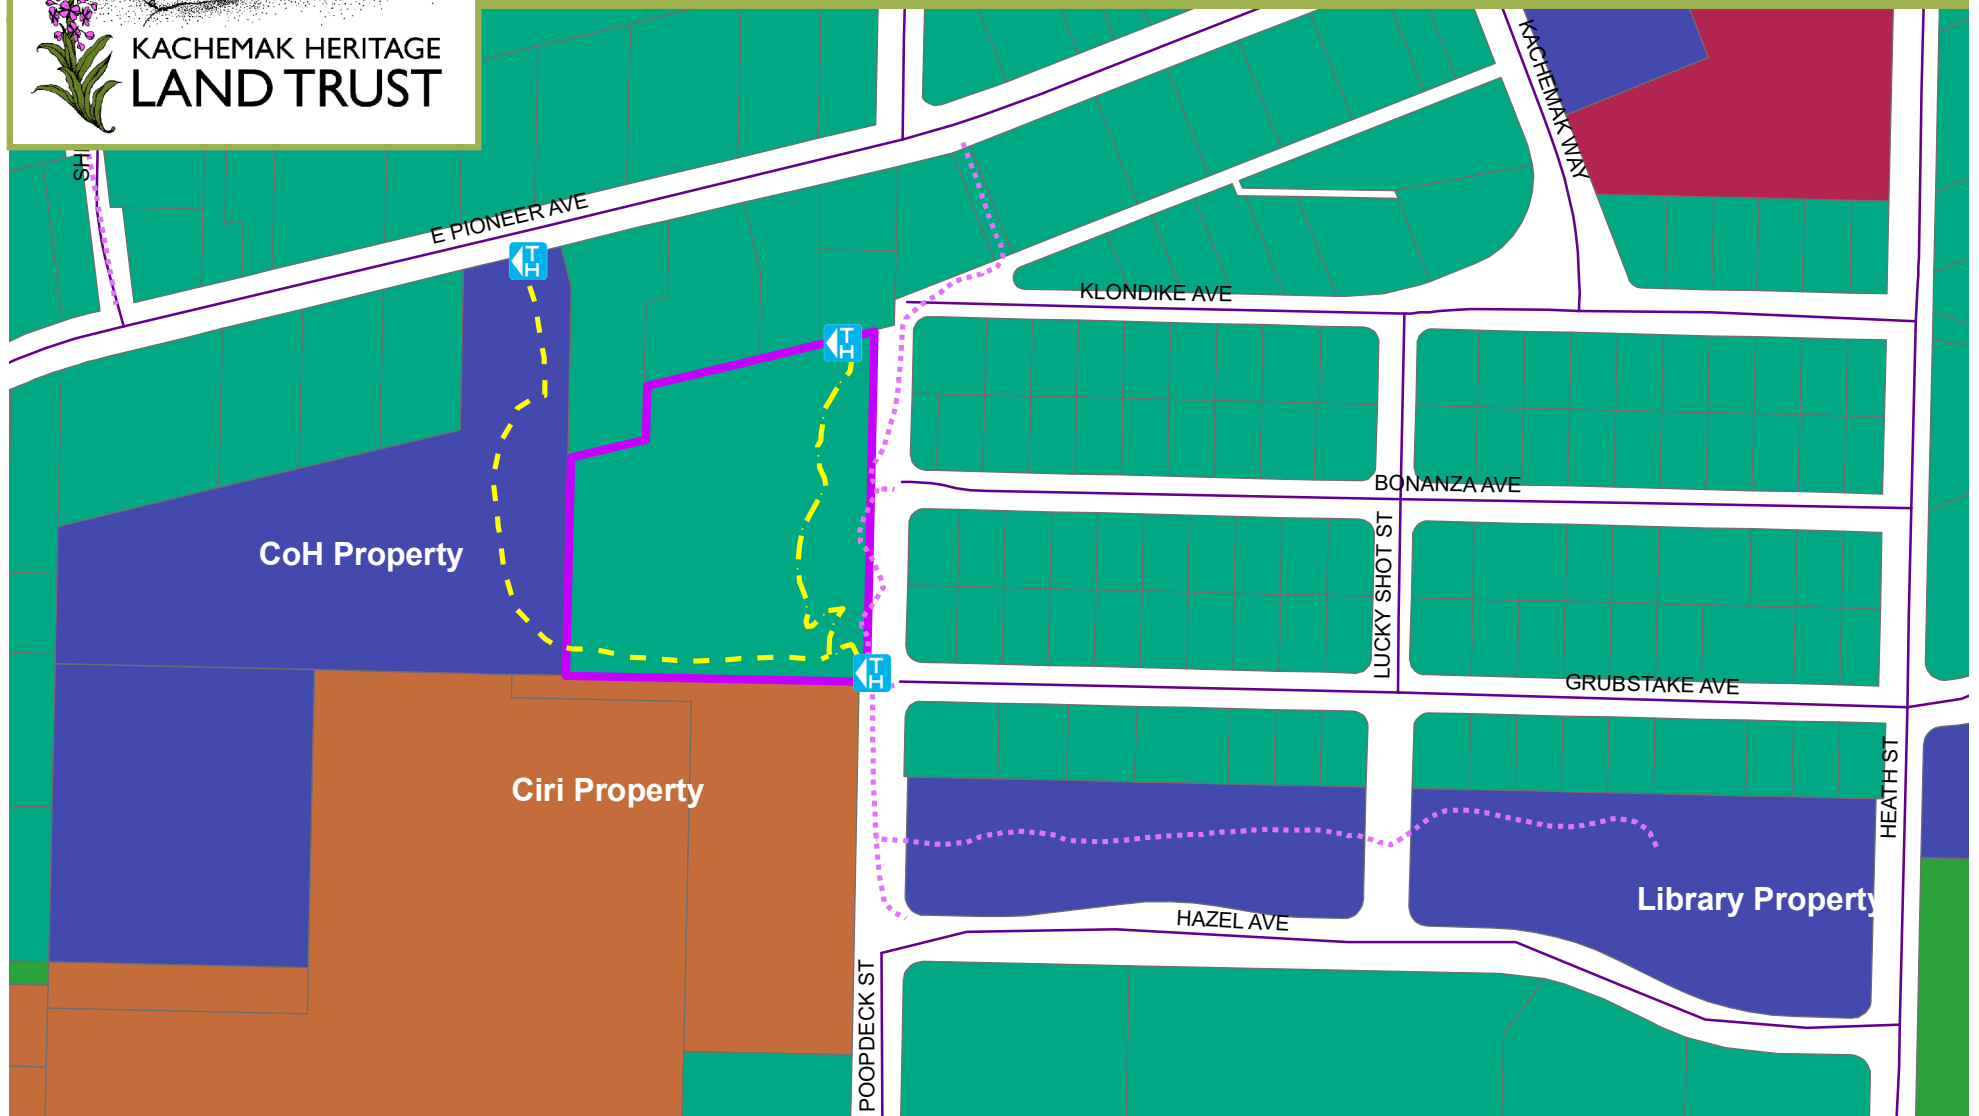 KACHEMAK HERITAGE
LAND TRUST
KACHEMAK WAY
E PIONEER AVE
TH
KLONDIKE AVE
TH
BONANZA AVE
CoH Property
LUCKY SHOT ST
TH
GRUBSTAKE AVE
Ciri Property
HEATH ST
Library Property
HAZEL AVE
POOPDECK ST